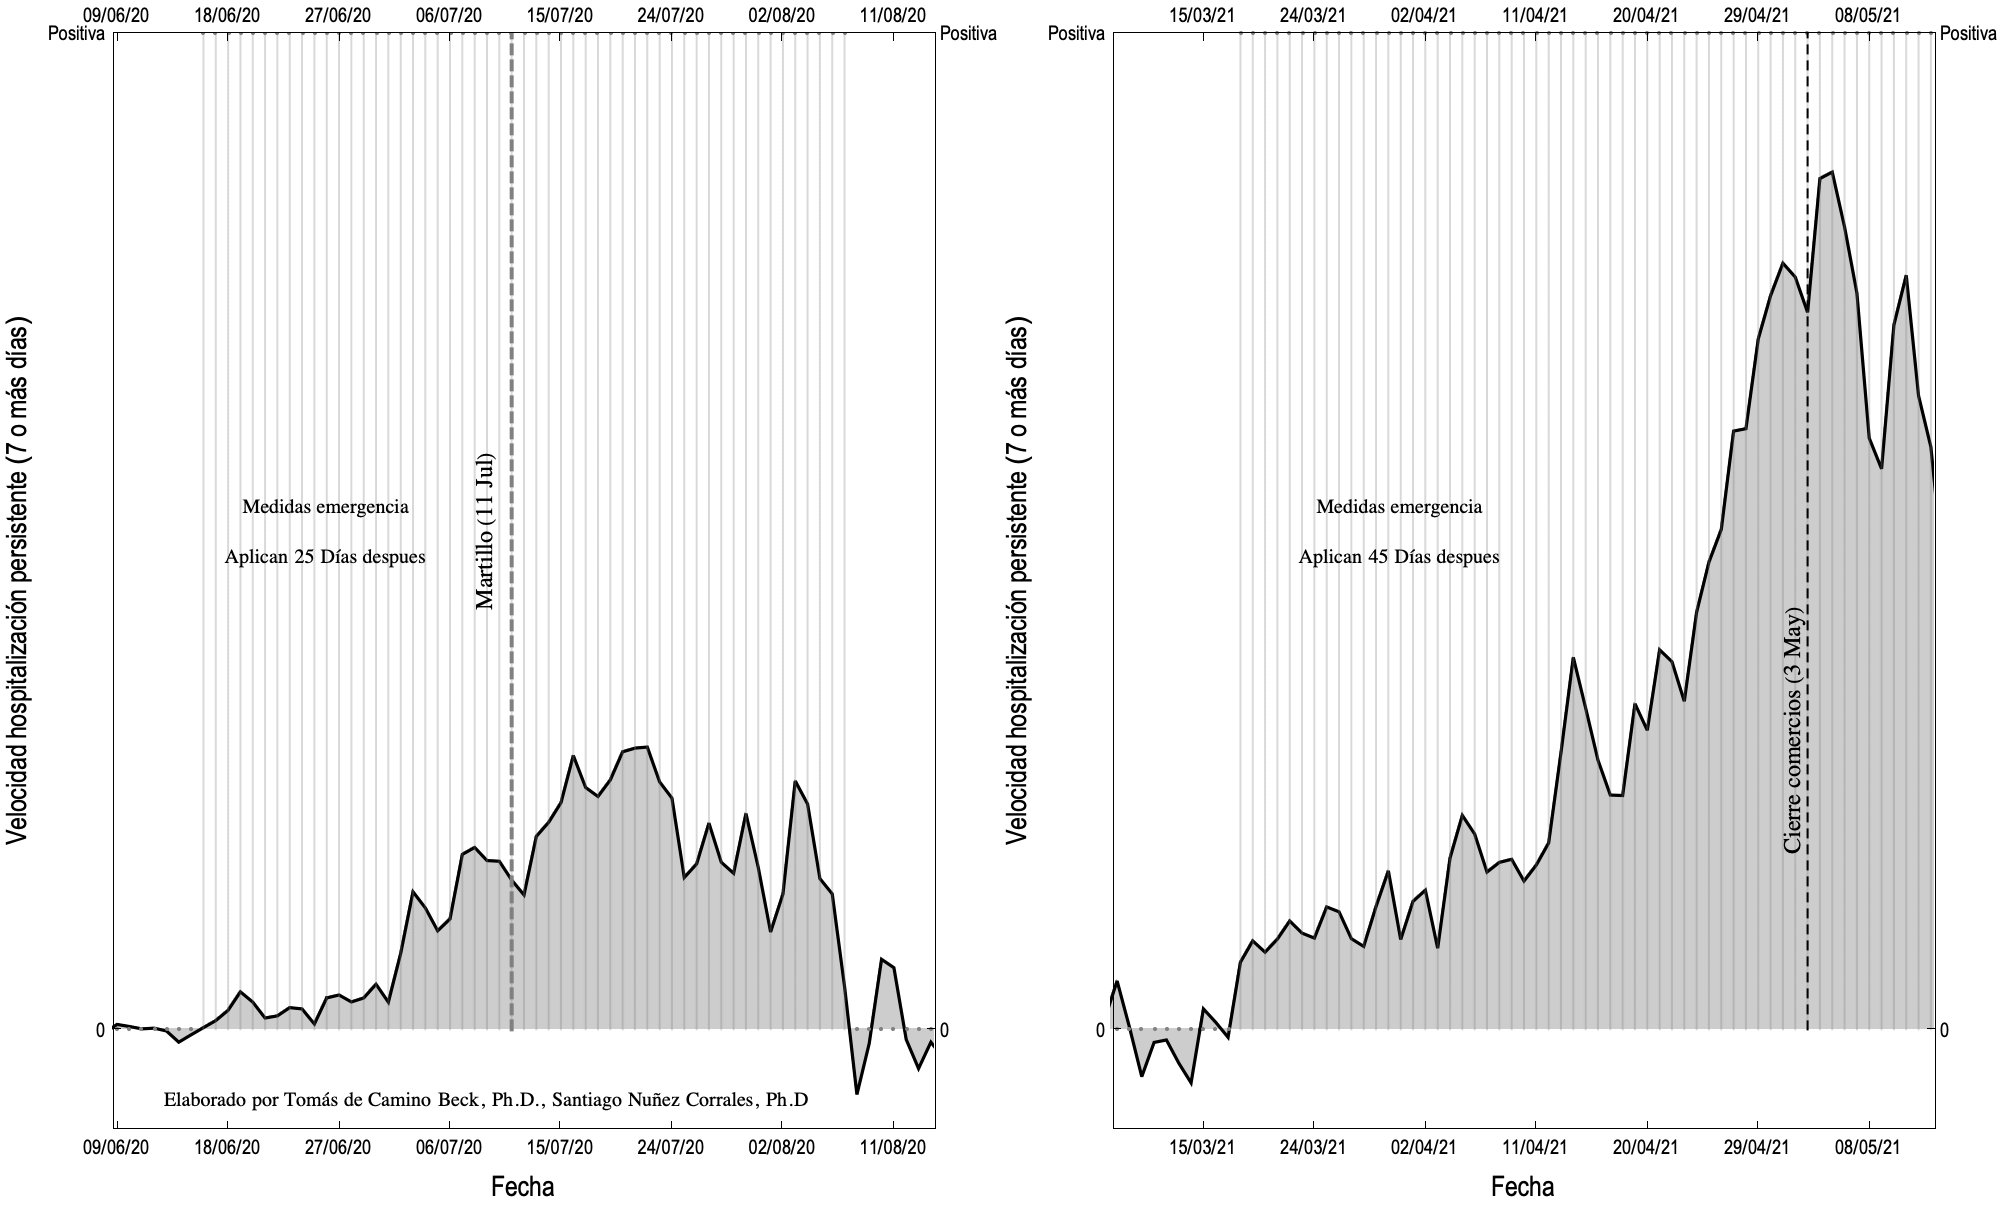 09/06/20 18/06/20 27/06/20 06/07/20 15/07/20 24/07/20 02/08/20 11/08/20
Positiva
Positiva
Velocidad hospitalización persistente (7 o más días)
Medidas emergencia
Aplican 25 Días despues
Martillo (11 Jul)
0
0
Elaborado por Tomás de Camino Beck, Ph.D., Santiago Nuñez Corrales, Ph.D
09/06/20 18/06/20 27/06/20 06/07/20 15/07/20 24/07/20 02/08/20 11/08/20
Fecha
15/03/21 24/03/21 02/04/21 11/04/21 20/04/21 29/04/21 08/05/21
Positiva
Positiva
Velocidad hospitalización persistente (7 o más días)
Medidas emergencia
Aplican 45 Días despues
Cierre comercios (3 May)
0
0
15/03/21 24/03/21 02/04/21 11/04/21 20/04/21 29/04/21 08/05/21
Fecha